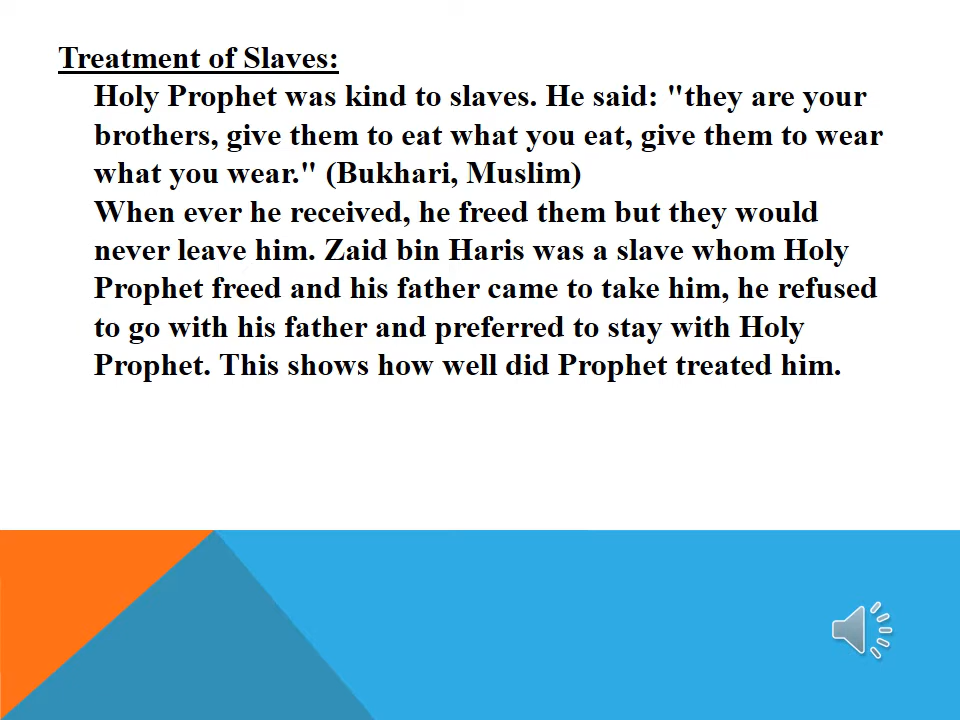 Treatment of Slaves:
Holy Prophet was kind to slaves. He said: "they are your
brothers, give them to eat what you eat, give them to wear
what you wear." (Bukhari, Muslim)
When ever he received, he freed them but they would
never leave him. Zaid bin Haris was a slave whom Holy
Prophet freed and his father came to take him, he refused
to go with his father and preferred to stay with Holy
Prophet. This shows how well did Prophet treated him.